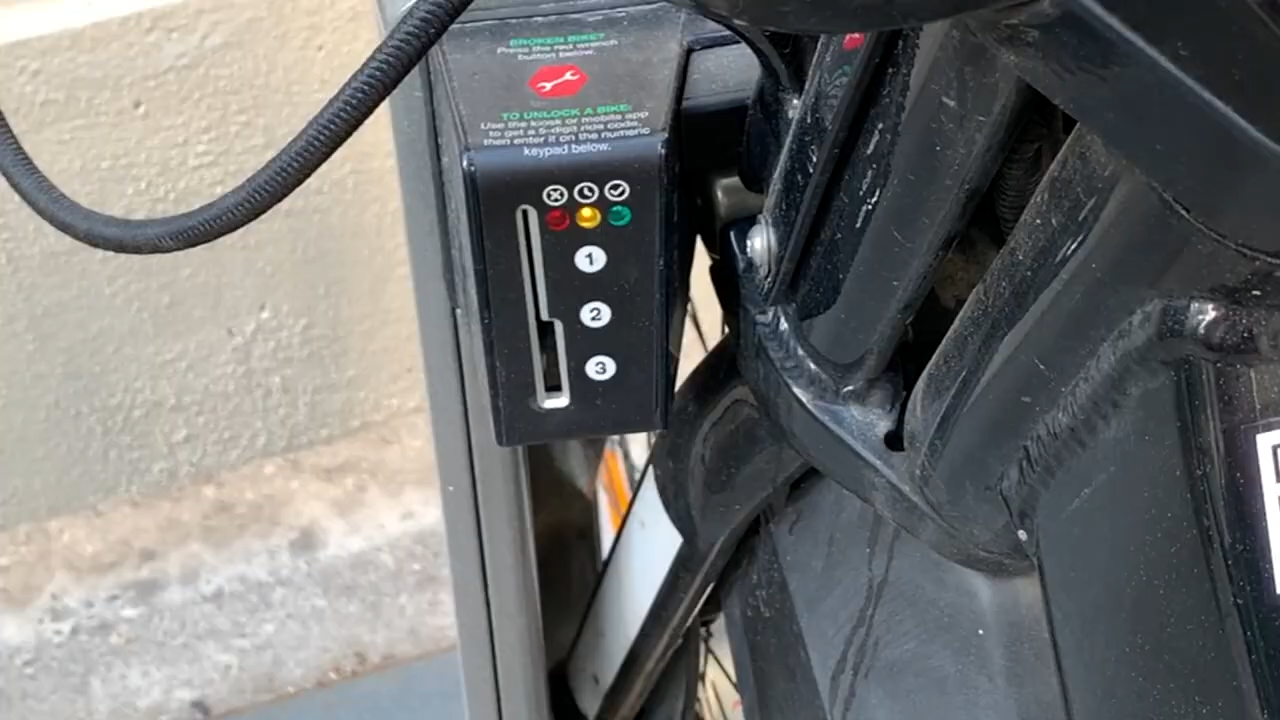 BROKEN BIKE?
Press the red wrench
button below.
TO UNLOCK A BIKE:
Use the kiosk or mobile app
to get a 5-digit ride code,
then enter it on the numeric
keypad below.
1
2
3